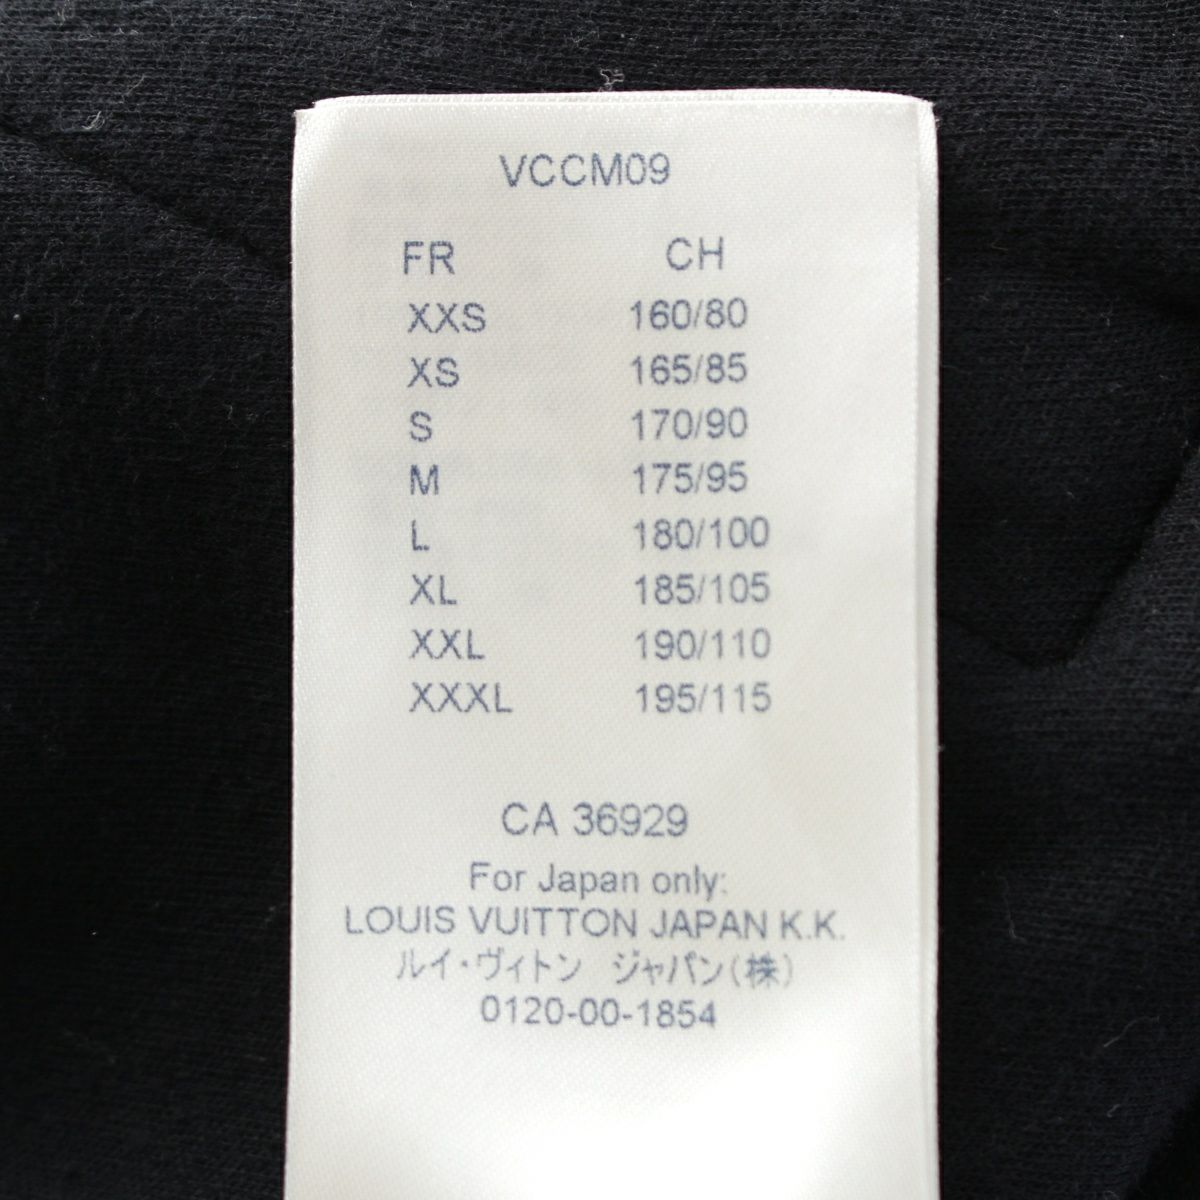 VCCM09
FR CH
XXS 160/80
XS 165/85
S 170/90
M 175/95
L 180/100
XL 185/105
XXL 190/110
XXXL 195/115
CA 36929
For Japan only:
LOUIS VUITTON JAPAN K.K.
ルイ・ヴィトン ジャパン(株)
0120-00-1854